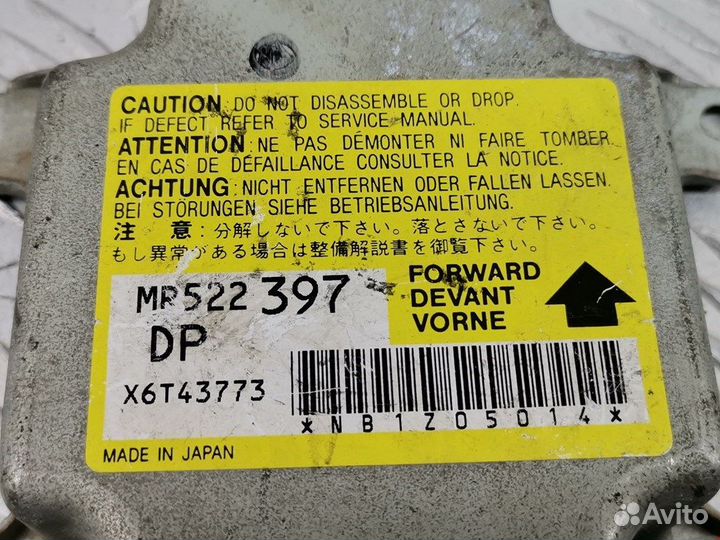 CAUTION: DO NOT DISASSEMBLE OR DROP.
IF DEFECT REFER TO SERVICE MANUAL.
ATTENTION: NE PAS DÉMONTER NI FAIRE TOMBER.
EN CAS DE DÉFAILLANCE CONSULTER LA NOTICE.
ACHTUNG: NICHT ENTFERNEN ODER FALLEN LASSEN.
BEI STÖRUNGEN SIEHE BETRIEBSANLEITUNG.
注 意:分解しないで下さい。落とさないで下さい。
もし異常がある場合は整備解説書を御覧下さい。
MR522397
DP
X6T43773
FORWARD
DEVANT
VORNE
*NB1Z05014*
MADE IN JAPAN
Avito